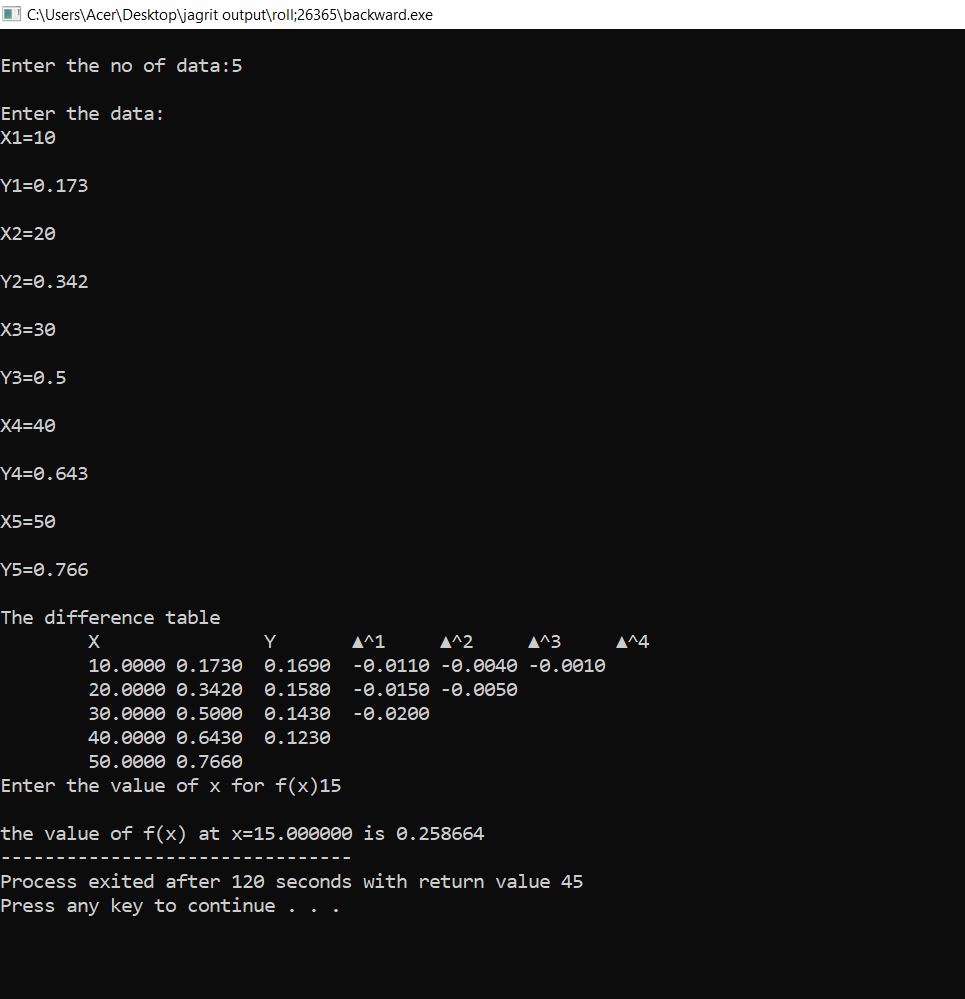 C:\Users\Acer\Desktop\jagrit output\roll;26365\backward.exe
Enter the no of data:5
Enter the data:
X1=10
Y1=0.173
X2=20
Y2=0.342
X3=30
Y3=0.5
X4=40
Y4=0.643
X5=50
Y5=0.766
The difference table
X Y ▲^1 ▲^2 ▲^3 ▲^4
10.0000 0.1730 0.1690 -0.0110 -0.0040 -0.0010
20.0000 0.3420 0.1580 -0.0150 -0.0050
30.0000 0.5000 0.1430 -0.0200
40.0000 0.6430 0.1230
50.0000 0.7660
Enter the value of x for f(x)15
the value of f(x) at x=15.000000 is 0.258664
--------------------------------
Process exited after 120 seconds with return value 45
Press any key to continue . . .